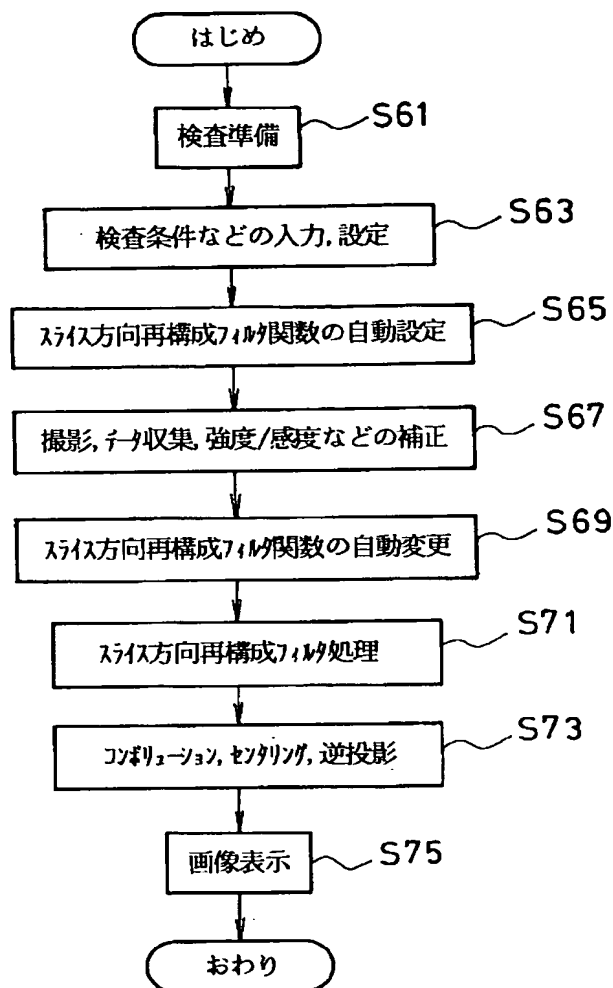 はじめ
S61
検査準備
S63
検査条件などの入力,設定
S65
スライス方向再構成フィルタ関数の自動設定
S67
撮影,データ収集,強度/感度などの補正
S69
スライス方向再構成フィルタ関数の自動変更
S71
スライス方向再構成フィルタ処理
S73
コンボリューション,センタリング,逆投影
S75
画像表示
おわり